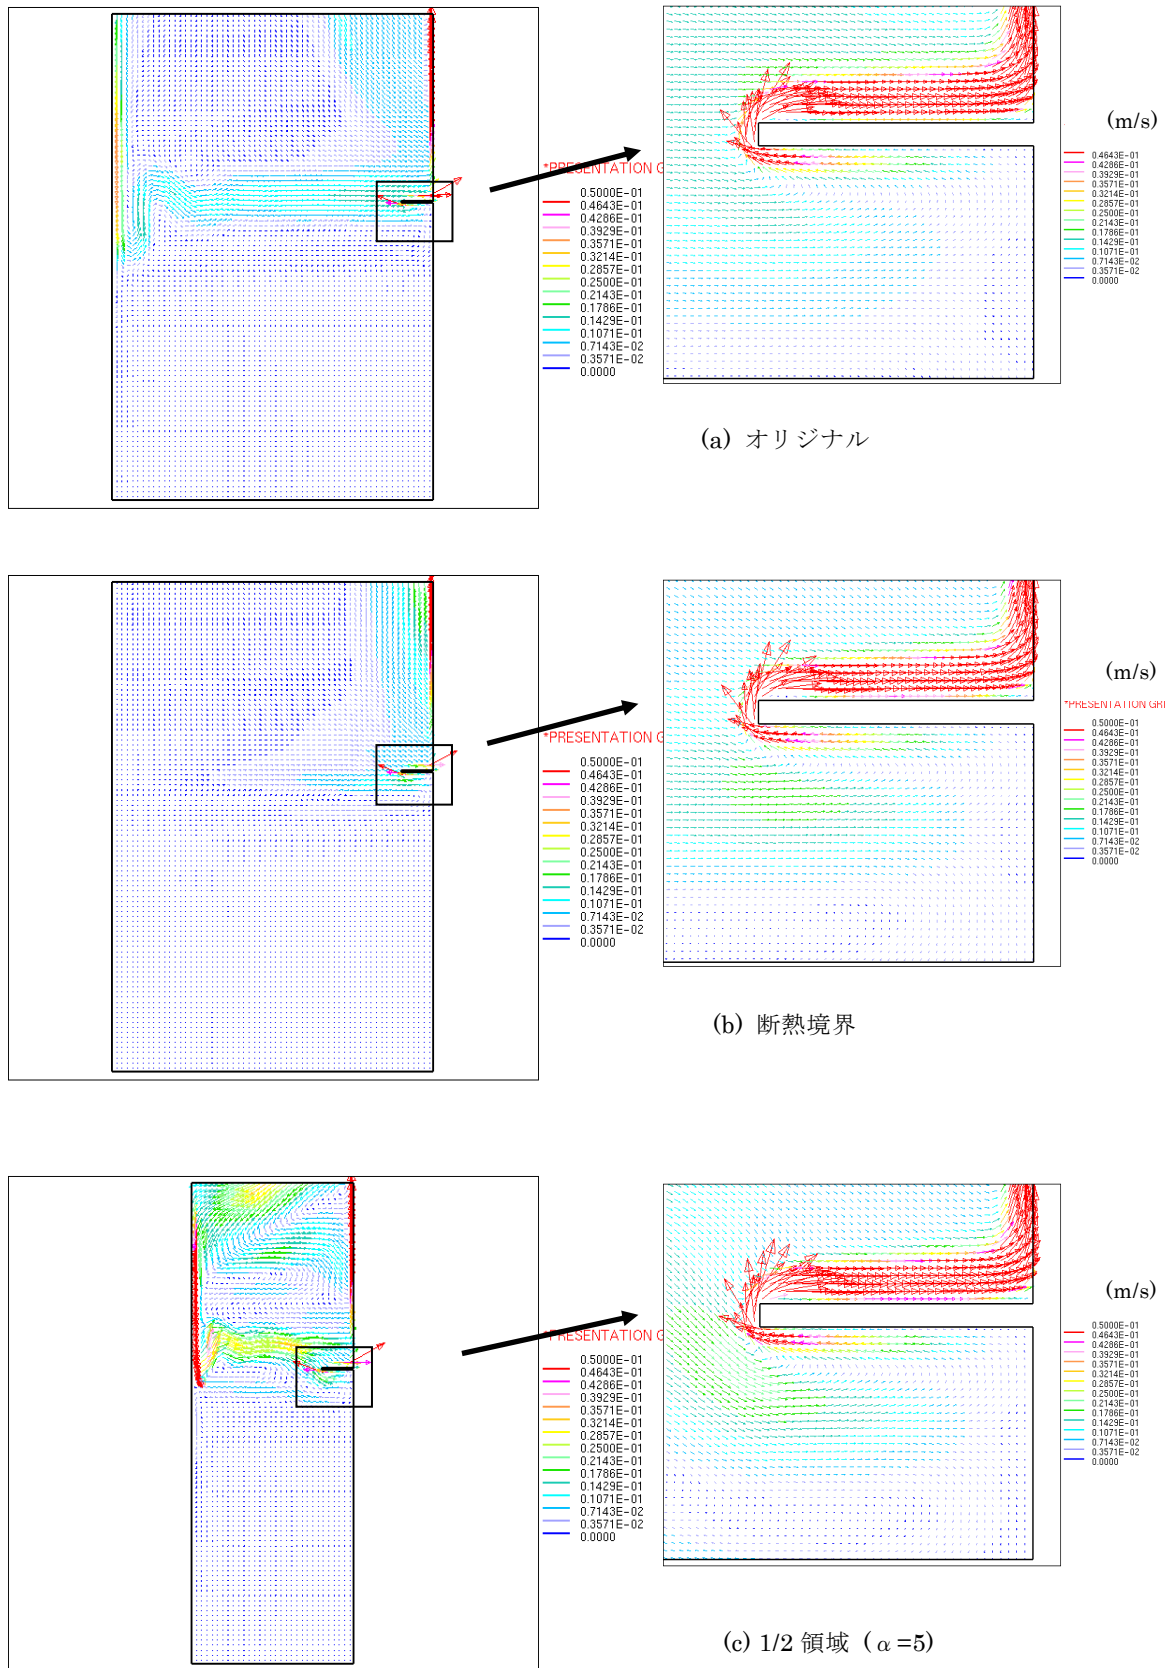 *PRESENTATION G
0.5000E-01
0.4643E-01
0.4286E-01
0.3929E-01
0.3571E-01
0.3214E-01
0.2857E-01
0.2500E-01
0.2143E-01
0.1786E-01
0.1429E-01
0.1071E-01
0.7143E-02
0.3571E-02
0.0000
(m/s)
0.4643E-01
0.4286E-01
0.3929E-01
0.3571E-01
0.3214E-01
0.2857E-01
0.2500E-01
0.2143E-01
0.1786E-01
0.1429E-01
0.1071E-01
0.7143E-02
0.3571E-02
0.0000
(a) オリジナル
*PRESENTATION G
0.5000E-01
0.4643E-01
0.4286E-01
0.3929E-01
0.3571E-01
0.3214E-01
0.2857E-01
0.2500E-01
0.2143E-01
0.1786E-01
0.1429E-01
0.1071E-01
0.7143E-02
0.3571E-02
0.0000
(m/s)
*PRESENTATION GRI
0.5000E-01
0.4643E-01
0.4286E-01
0.3929E-01
0.3571E-01
0.3214E-01
0.2857E-01
0.2500E-01
0.2143E-01
0.1786E-01
0.1429E-01
0.1071E-01
0.7143E-02
0.3571E-02
0.0000
(b) 断熱境界
*PRESENTATION G
0.5000E-01
0.4643E-01
0.4286E-01
0.3929E-01
0.3571E-01
0.3214E-01
0.2857E-01
0.2500E-01
0.2143E-01
0.1786E-01
0.1429E-01
0.1071E-01
0.7143E-02
0.3571E-02
0.0000
(m/s)
0.5000E-01
0.4643E-01
0.4286E-01
0.3929E-01
0.3571E-01
0.3214E-01
0.2857E-01
0.2500E-01
0.2143E-01
0.1786E-01
0.1429E-01
0.1071E-01
0.7143E-02
0.3571E-02
0.0000
(c) 1/2 領域 (α=5)